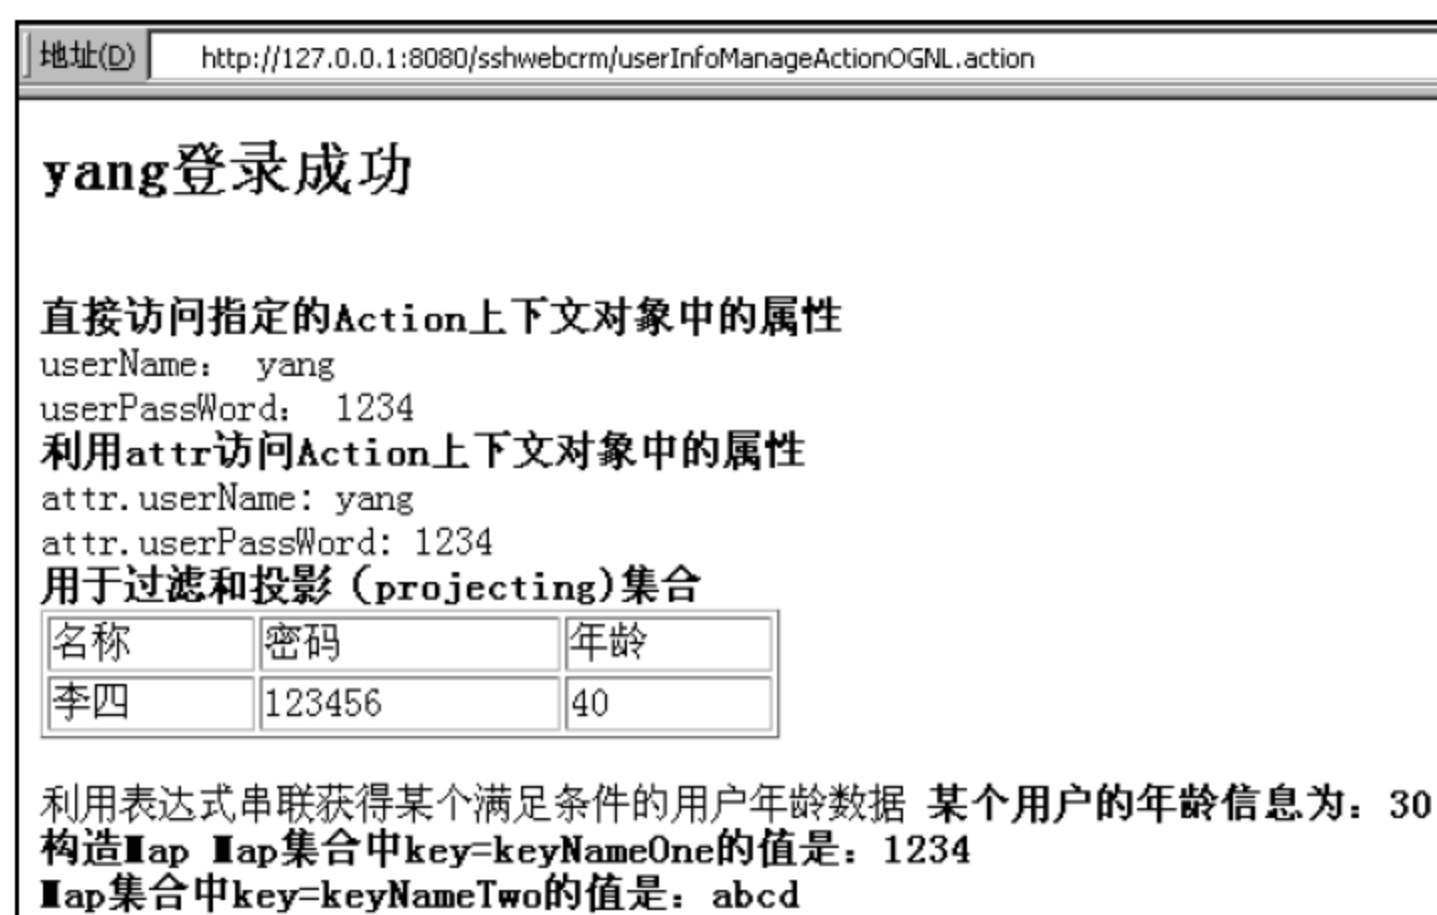 地址(D) http://127.0.0.1:8080/sshwebcrm/userInfoManageActionOGNL.action
yang登录成功
直接访问指定的Action上下文对象中的属性
userName： yang
userPassWord： 1234
利用attr访问Action上下文对象中的属性
attr.userName: yang
attr.userPassWord: 1234
用于过滤和投影（projecting)集合
名称 密码 年龄
李四 123456 40
利用表达式串联获得某个满足条件的用户年龄数据 某个用户的年龄信息为：30
构造Map Map集合中key=keyNameOne的值是：1234
Map集合中key=keyNameTwo的值是：abcd